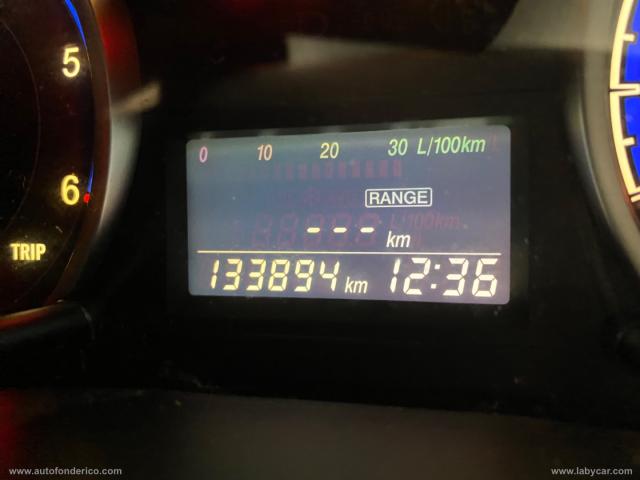 5
6
TRIP
0 10 20 30 L/100km
RANGE
L/100km
--- km
133894 km 12:36
www.autofonderico.com
www.labycar.com